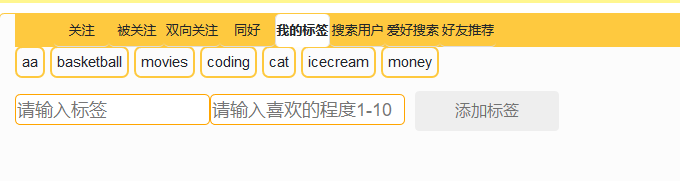 关注 被关注 双向关注 同好 我的标签 搜索用户 爱好搜索 好友推荐
aa basketball movies coding cat icecream money
请输入标签 请输入喜欢的程度1-10 添加标签